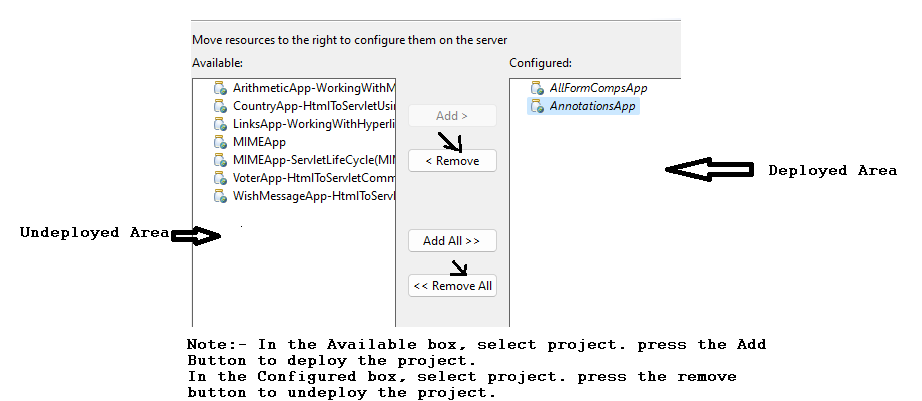 Move resources to the right to configure them on the server
Available:
Configured:
ArithmeticApp-WorkingWithM
CountryApp-HtmlToServletUsin
LinksApp-WorkingWithHyperli
MIMEApp
MIMEApp-ServletLifeCycle(MIM
VoterApp-HtmlToServletComm
WishMessageApp-HtmlToServl
Add >
< Remove
Add All >>
<< Remove All
AllFormCompsApp
AnnotationsApp
Deployed Area
Undeployed Area
Note:- In the Available box, select project. press the Add
Button to deploy the project.
In the Configured box, select project. press the remove
button to undeploy the project.